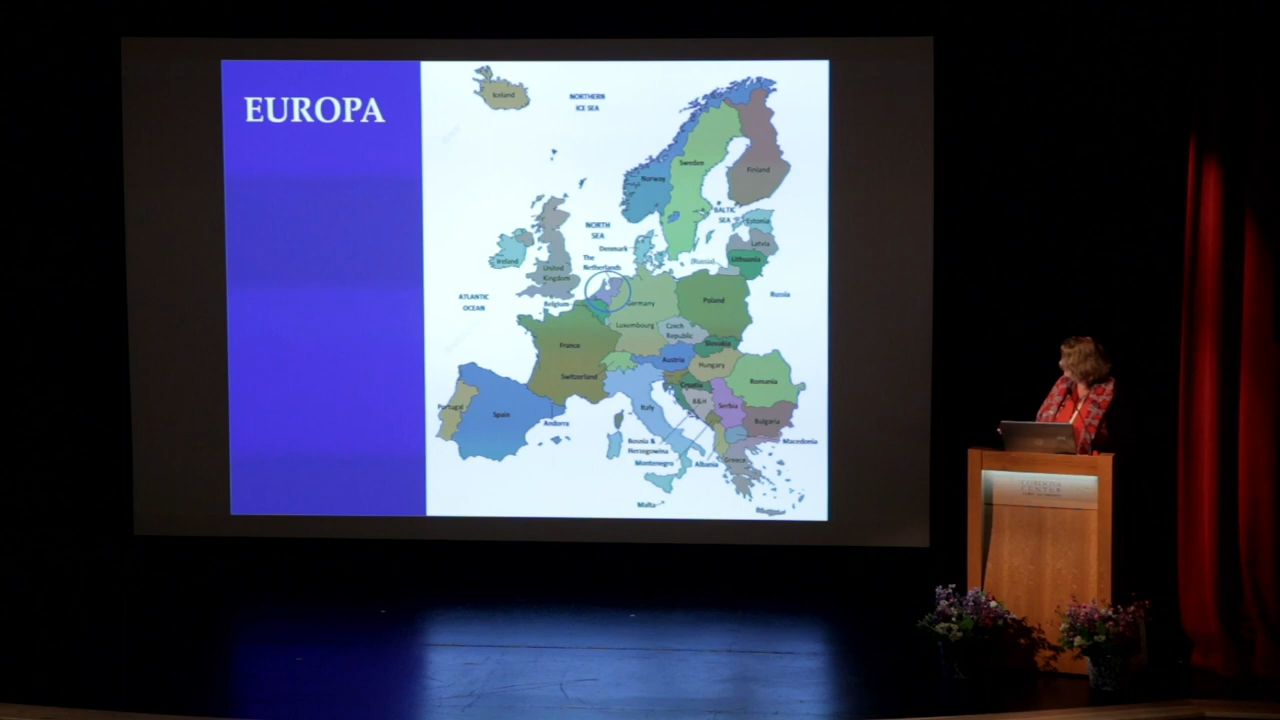 EUROPA
Iceland
NORTHERN
ICE SEA
Sweden
Finland
Norway
BALTIC
SEA
Estonia
NORTH
SEA
Latvia
Denmark
Ireland
The
Netherlands
(Russia)
Lithuania
United
Kingdom
ATLANTIC
OCEAN
Belgium
Germany
Poland
Russia
Luxembourg
Czech
Republic
France
Slovakia
Austria
Hungary
Switzerland
Croatia
Romania
Portugal
Spain
Italy
B&H
Serbia
Andorra
Bulgaria
Bosnia &
Herzegowina
Macedonia
Montenegro
Albania
Greece
Malta
CENTER